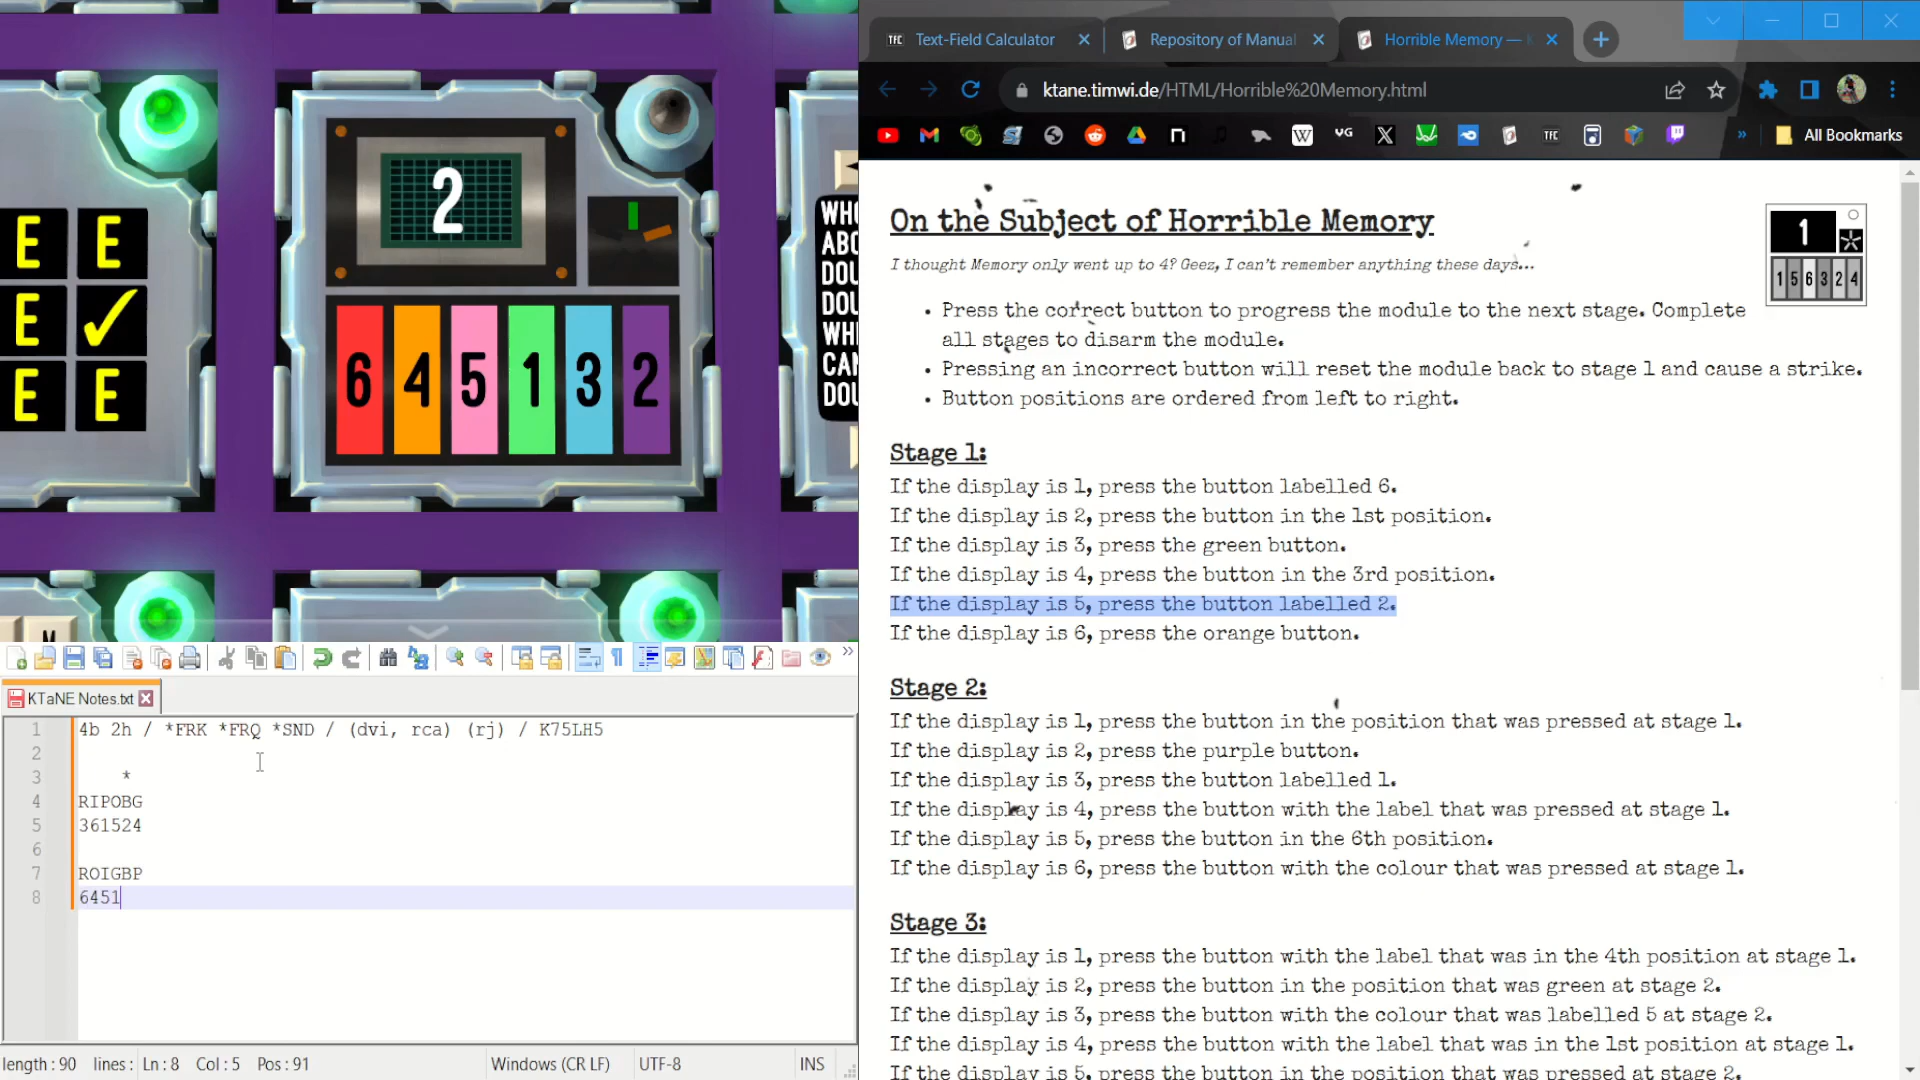 E E
E
E E
2
6 4 5 1 3 2
TFC Text-Field Calculator
Repository of Manual
Horrible Memory —
ktane.timwi.de/HTML/Horrible%20Memory.html
All Bookmarks
On the Subject of Horrible Memory
I thought Memory only went up to 4? Geez, I can't remember anything these days...
1
1 5 6 3 2 4
• Press the correct button to progress the module to the next stage. Complete
all stages to disarm the module.
• Pressing an incorrect button will reset the module back to stage 1 and cause a strike.
• Button positions are ordered from left to right.
Stage 1:
If the display is 1, press the button labelled 6.
If the display is 2, press the button in the 1st position.
If the display is 3, press the green button.
If the display is 4, press the button in the 3rd position.
If the display is 5, press the button labelled 2.
If the display is 6, press the orange button.
Stage 2:
If the display is 1, press the button in the position that was pressed at stage 1.
If the display is 2, press the purple button.
If the display is 3, press the button labelled 1.
If the display is 4, press the button with the label that was pressed at stage 1.
If the display is 5, press the button in the 6th position.
If the display is 6, press the button with the colour that was pressed at stage 1.
Stage 3:
If the display is 1, press the button with the label that was in the 4th position at stage 1.
If the display is 2, press the button in the position that was green at stage 2.
If the display is 3, press the button with the colour that was labelled 5 at stage 2.
If the display is 4, press the button with the label that was in the 1st position at stage 1.
If the display is 5, press the button in the position that was pressed at stage 2.
KTaNE Notes.txt
1 4b 2h / *FRK *FRQ *SND / (dvi, rca) (rj) / K75LH5
2
3 *
4 RIPOBG
5 361524
6
7 ROIGBP
8 6451
length : 90 lines : Ln : 8 Col : 5 Pos : 91 Windows (CR LF) UTF-8 INS